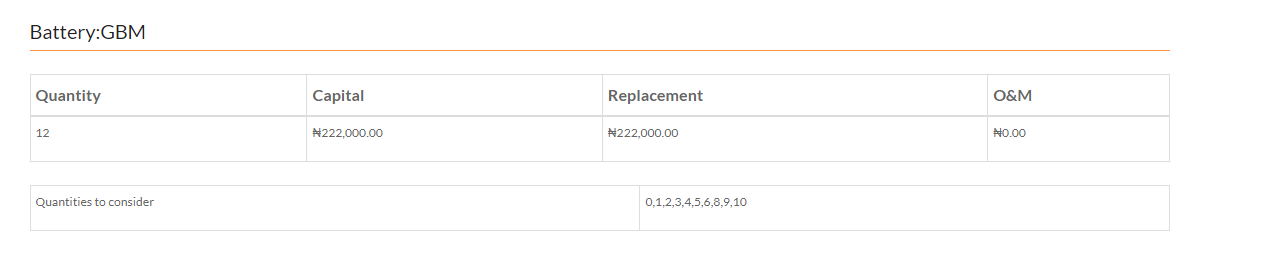 Battery:GBM
Quantity Capital Replacement O&M
12 ₦222,000.00 ₦222,000.00 ₦0.00
Quantities to consider 0,1,2,3,4,5,6,8,9,10